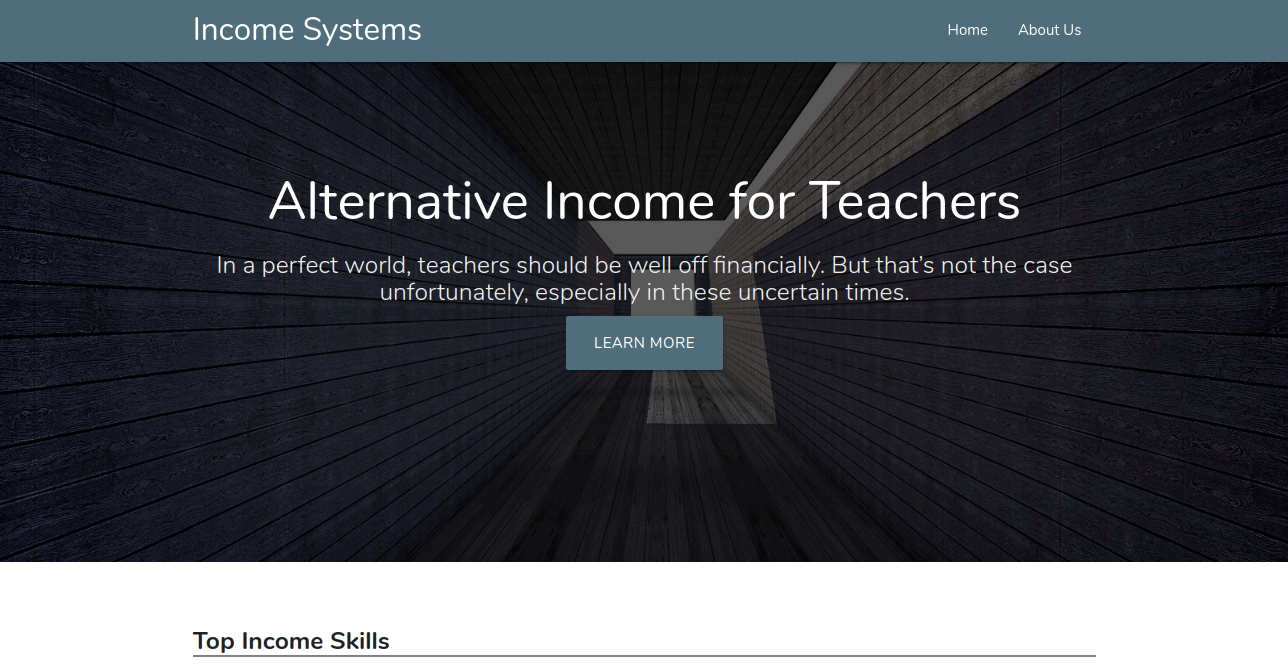 Income Systems
Home
About Us
Alternative Income for Teachers
In a perfect world, teachers should be well off financially. But that’s not the case
unfortunately, especially in these uncertain times.
LEARN MORE
Top Income Skills